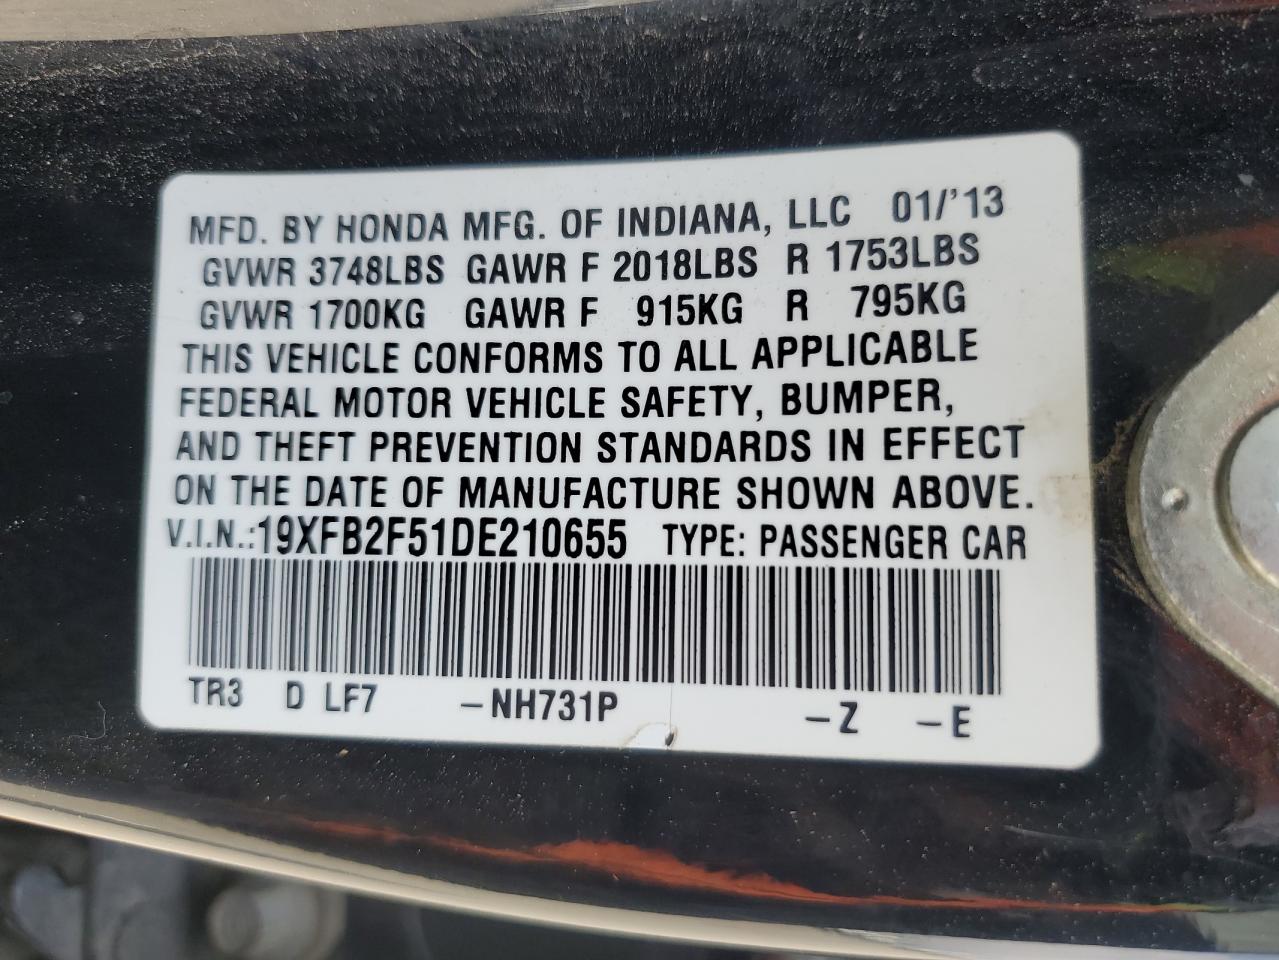 MFD. BY HONDA MFG. OF INDIANA, LLC 01/'13
GVWR 3748LBS GAWR F 2018LBS R 1753LBS
GVWR 1700KG GAWR F 915KG R 795KG
THIS VEHICLE CONFORMS TO ALL APPLICABLE
FEDERAL MOTOR VEHICLE SAFETY, BUMPER,
AND THEFT PREVENTION STANDARDS IN EFFECT
ON THE DATE OF MANUFACTURE SHOWN ABOVE.
V.I.N.:19XFB2F51DE210655 TYPE: PASSENGER CAR
TR3 D LF7 -NH731P -Z -E